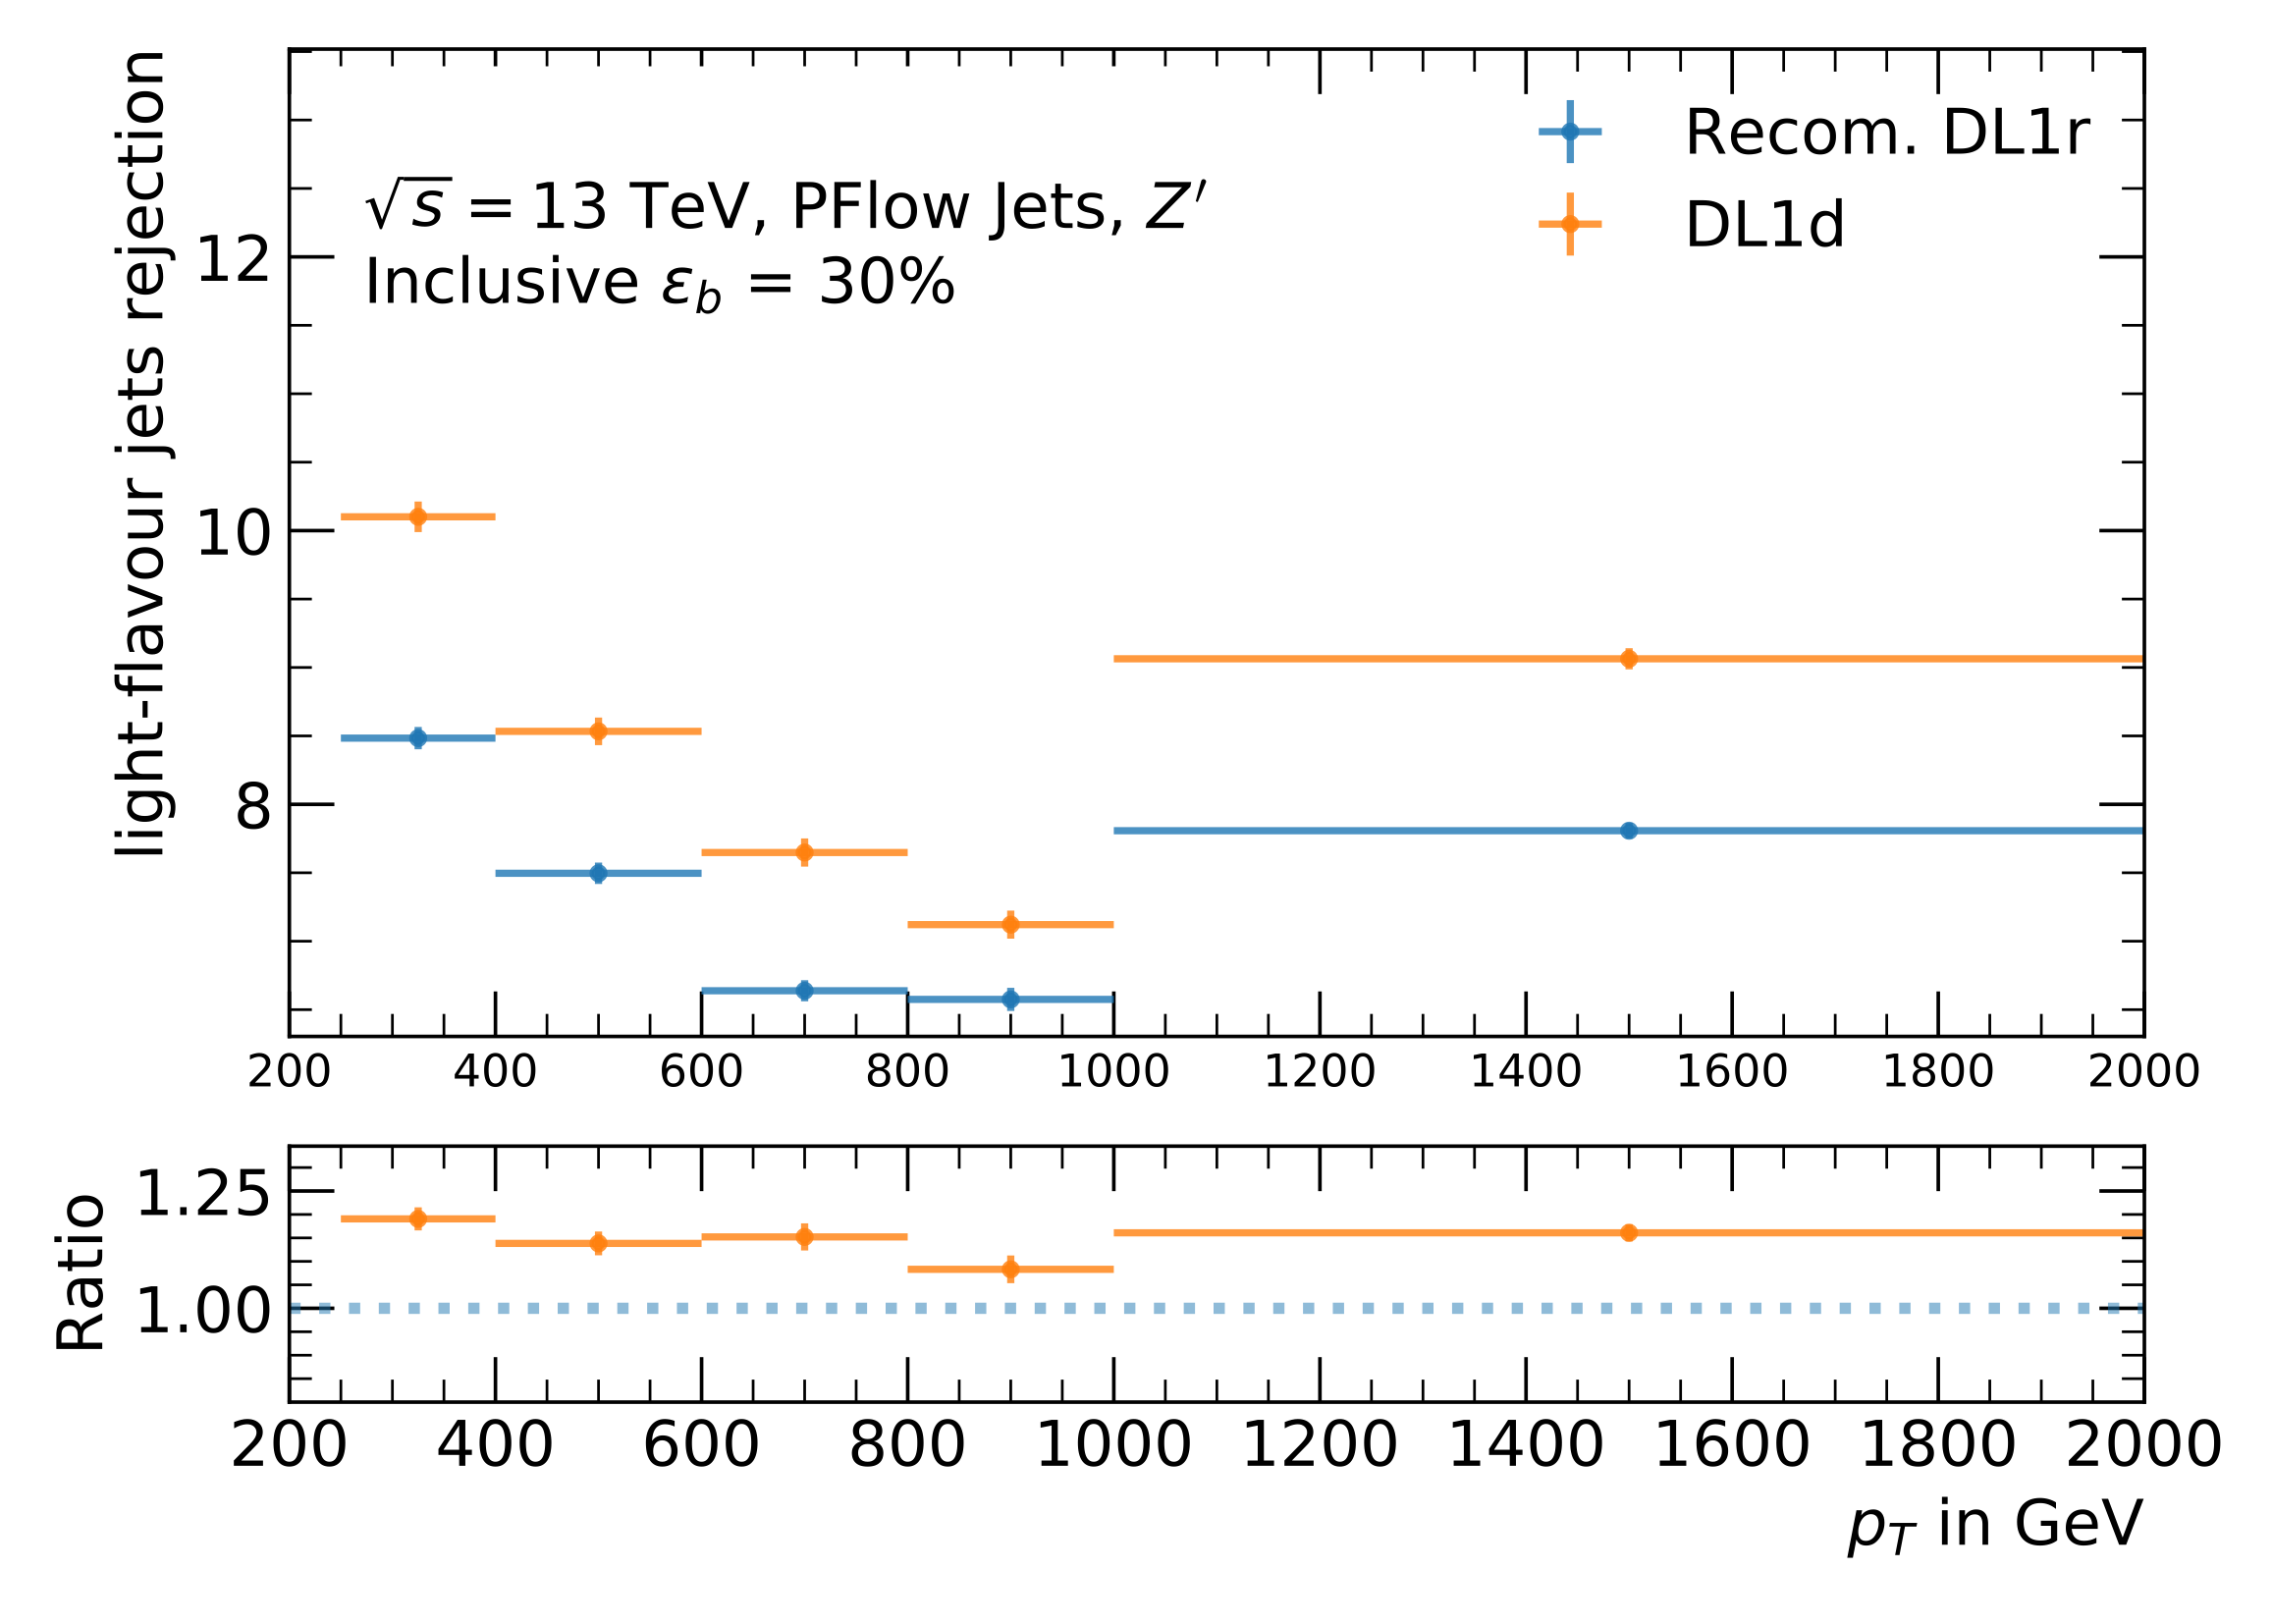 light-flavour jets rejection
12
10
8
√s = 13 TeV, PFlow Jets, Z′
Inclusive ε_b = 30%
Recom. DL1r
DL1d
200 400 600 800 1000 1200 1400 1600 1800 2000
Ratio
1.25
1.00
200 400 600 800 1000 1200 1400 1600 1800 2000
p_T in GeV